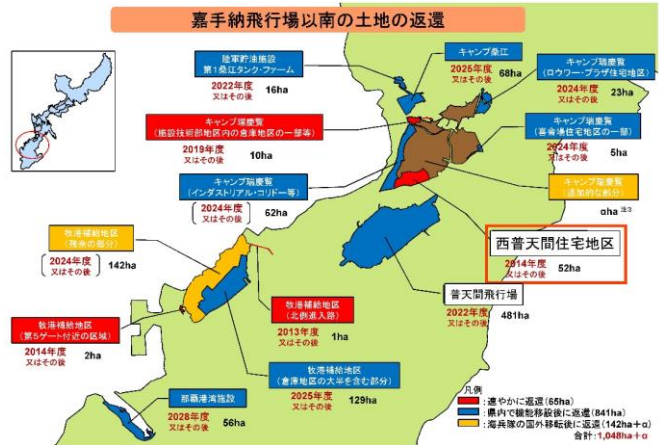 嘉手納飛行場以南の土地の返還
陸軍貯油施設
第1桑江タンク・ファーム
2022年度
又はその後
16ha
キャンプ桑江
2025年度
又はその後
68ha
キャンプ瑞慶覧
(ロウワー・プラザ住宅地区)
2024年度
又はその後
23ha
キャンプ瑞慶覧
(施設技術部地区内の倉庫地区の一部等)
2019年度
又はその後
10ha
キャンプ瑞慶覧
(喜舎場住宅地区の一部)
2024年度
又はその後
5ha
キャンプ瑞慶覧
(インダストリアル・コリドー等)
2024年度
又はその後
62ha
キャンプ瑞慶覧
(追加的な部分)
αha 注3
牧港補給地区
(残余の部分)
2024年度
又はその後
142ha
西普天間住宅地区
2014年度
又はその後
52ha
普天間飛行場
2022年度
又はその後
481ha
牧港補給地区
(北側進入路)
2013年度
又はその後
1ha
牧港補給地区
(第5ゲート付近の区域)
2014年度
又はその後
2ha
牧港補給地区
(倉庫地区の大半を含む部分)
2025年度
又はその後
129ha
那覇港湾施設
2028年度
又はその後
56ha
凡例
:速やかに返還(65ha)
:県内で機能移設後に返還(841ha)
:海兵隊の国外移転後に返還(142ha+α)
合計:1,048ha+α